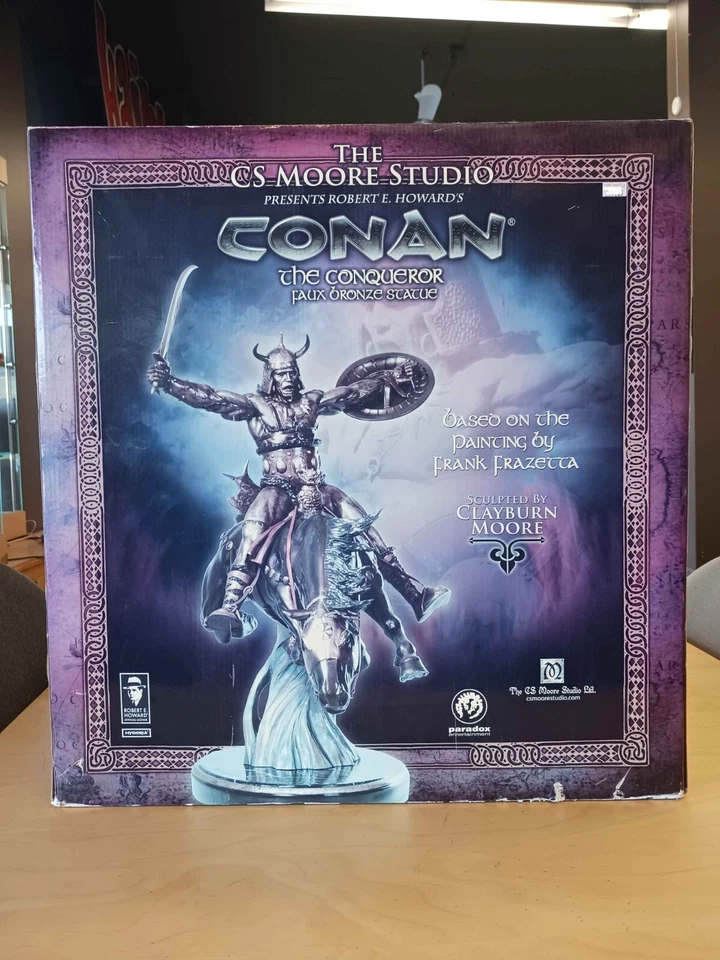 THE
CS MOORE STUDIO
PRESENTS ROBERT E. HOWARD'S
CONAN®
THE CONQUEROR
FAUX BRONZE STATUE
BASED ON THE
PAINTING BY
FRANK FRAZETTA
SCULPTED BY
CLAYBURN
MOORE
ROBERT E.
HOWARD
HYBORIA
paradox
entertainment
The CS Moore Studio Ltd.
csmoorestudio.com